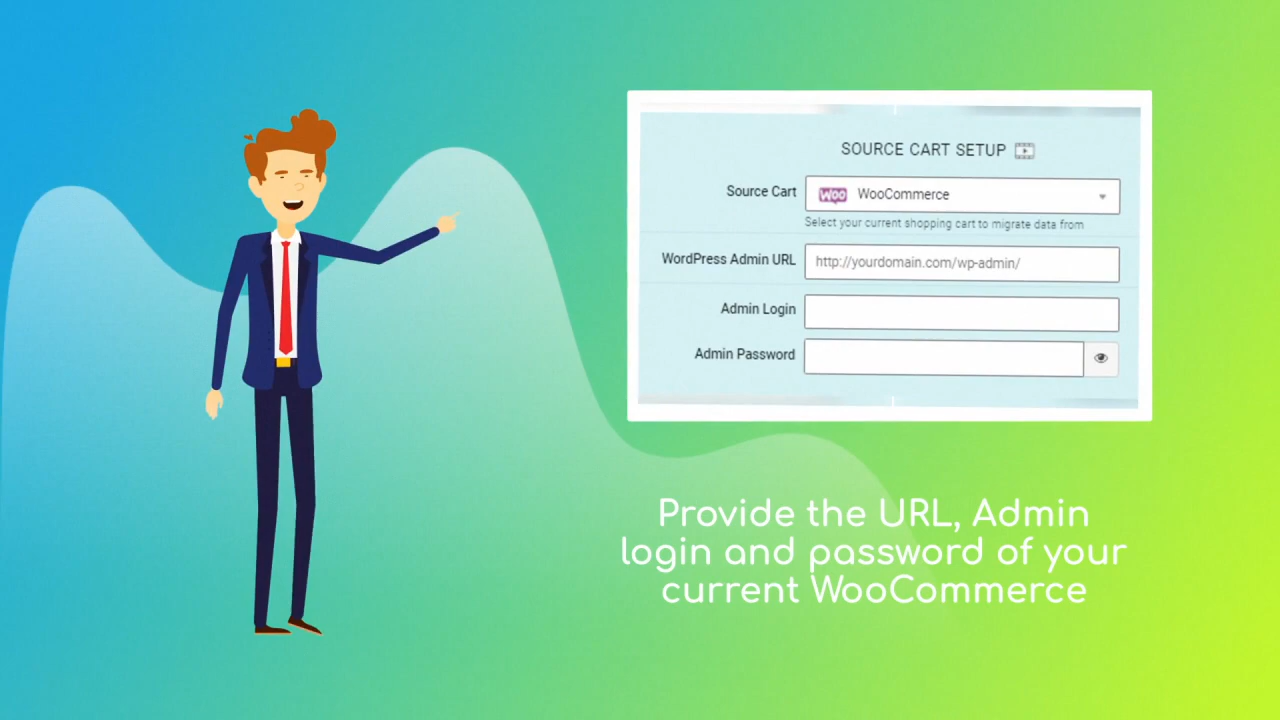 SOURCE CART SETUP
Source Cart
Woo WooCommerce
Select your current shopping cart to migrate data from
WordPress Admin URL
http://yourdomain.com/wp-admin/
Admin Login
Admin Password
Provide the URL, Admin
login and password of your
current WooCommerce